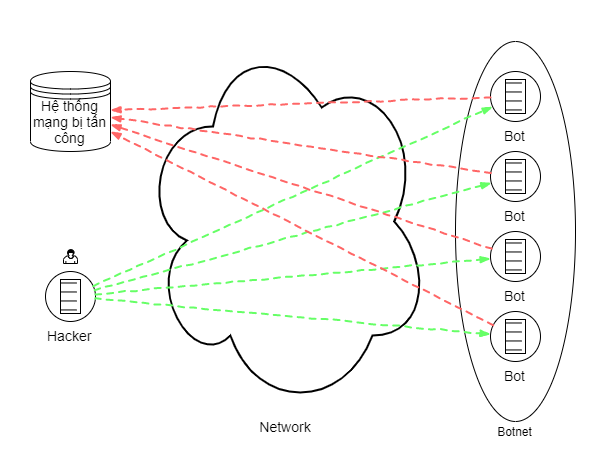 Hệ thống
mạng bị tấn
công
Bot
Bot
Bot
Hacker
Bot
Network
Botnet